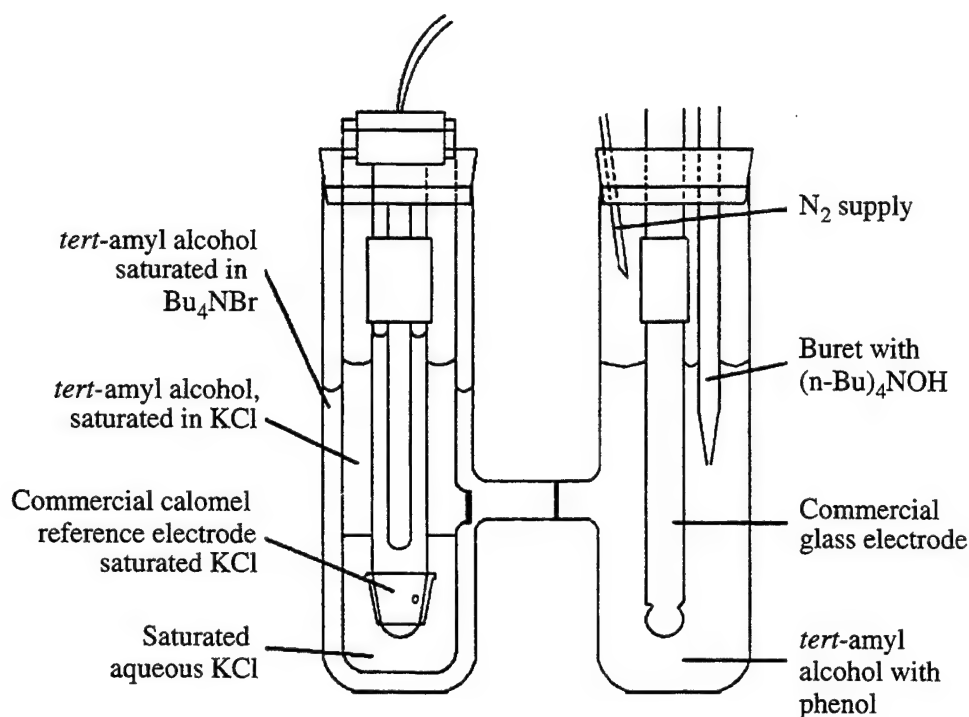 tert-amyl alcohol
saturated in
Bu₄NBr
tert-amyl alcohol,
saturated in KCl
Commercial calomel
reference electrode
saturated KCl
Saturated
aqueous KCl
N₂ supply
Buret with
(n-Bu)₄NOH
Commercial
glass electrode
tert-amyl
alcohol with
phenol